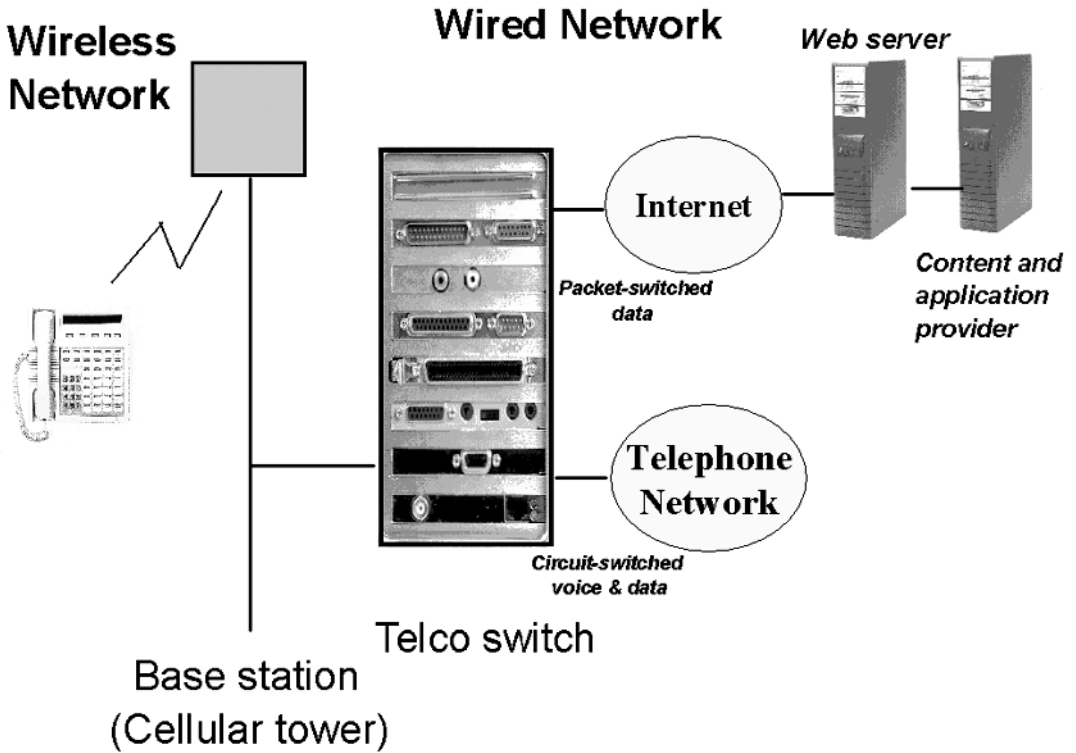 Wireless
Network
Wired Network
Web server
Internet
Packet-switched
data
Content and
application
provider
Telephone
Network
Circuit-switched
voice & data
Telco switch
Base station
(Cellular tower)